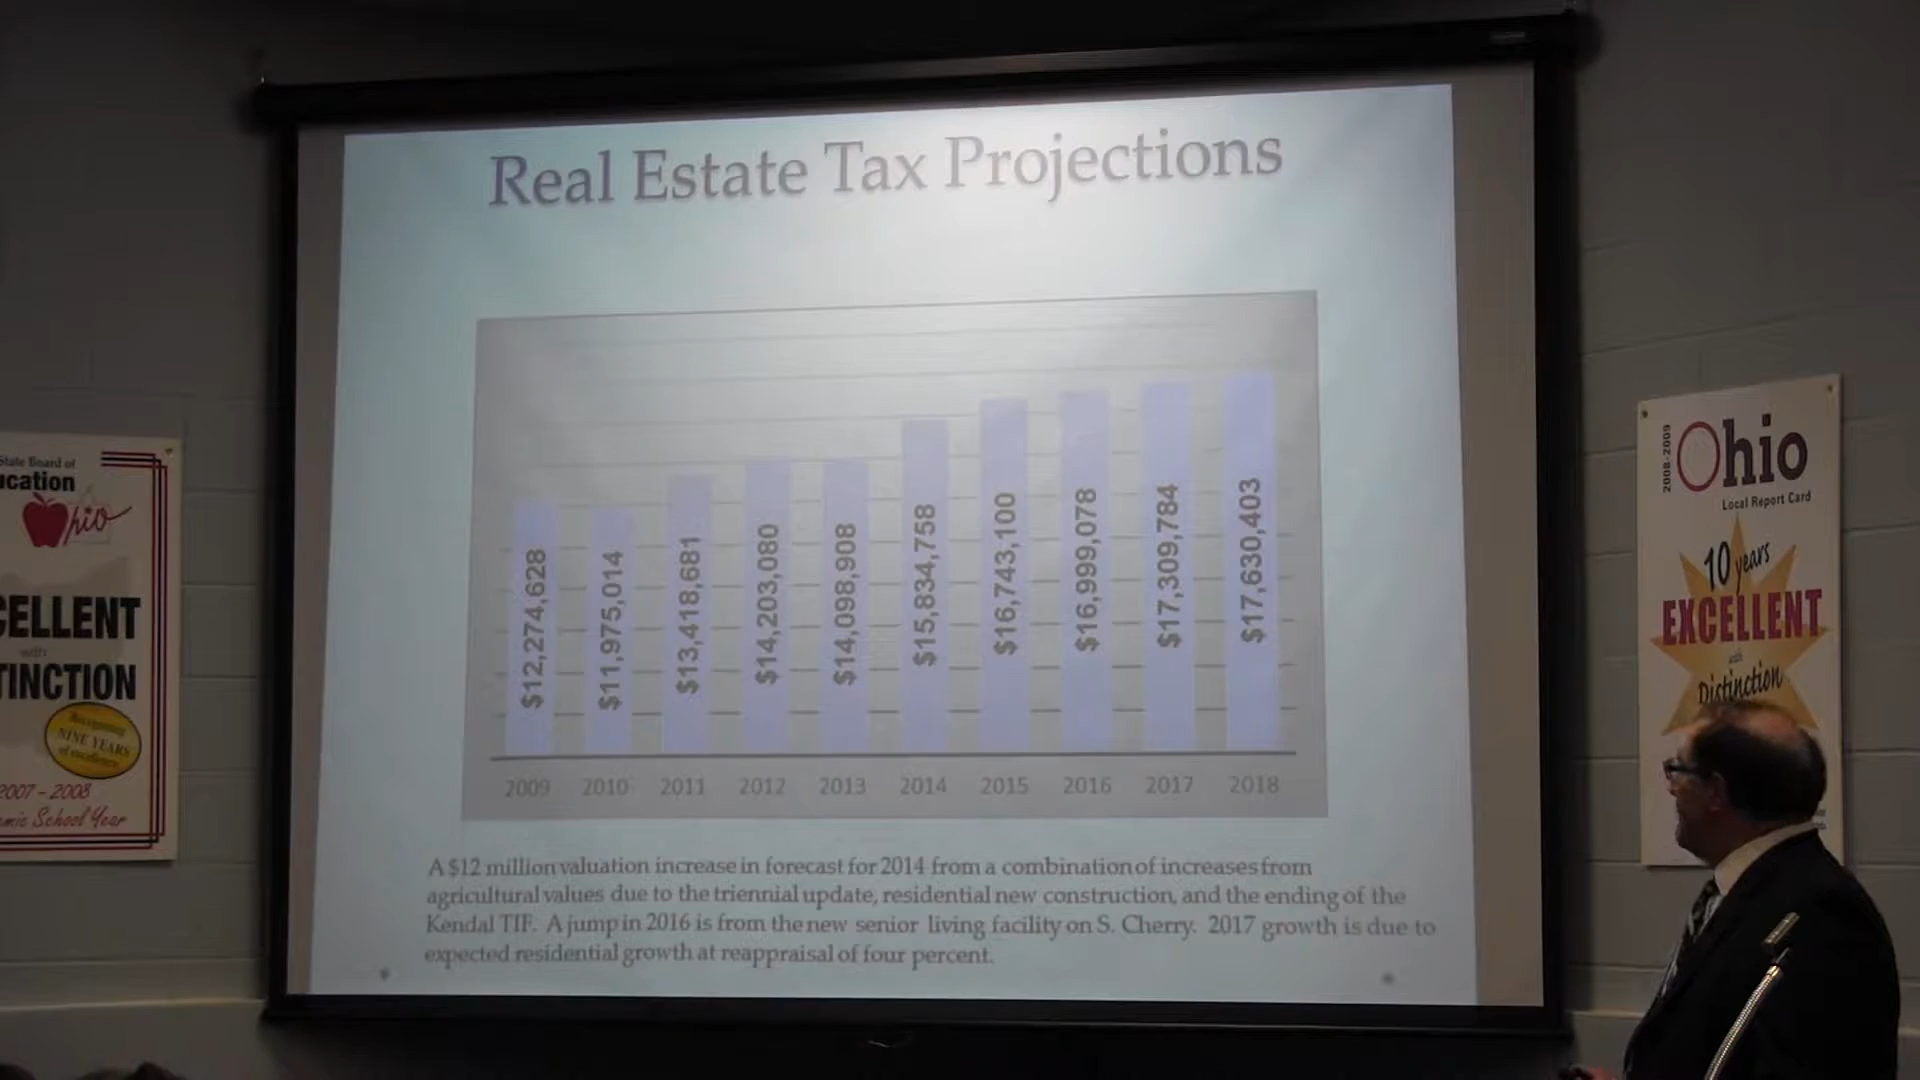 Real Estate Tax Projections
$12,274,628
$11,975,014
$13,418,681
$14,203,080
$14,098,908
$15,834,758
$16,743,100
$16,999,078
$17,309,784
$17,630,403
2009 2010 2011 2012 2013 2014 2015 2016 2017 2018
A $12 million valuation increase in forecast for 2014 from a combination of increases from
agricultural values due to the triennial update, residential new construction, and the ending of the
Kendal TIF. A jump in 2016 is from the new senior living facility on S. Cherry. 2017 growth is due to
expected residential growth at reappraisal of four percent.
State Board of
ucation
Ohio
CELLENT
with
TINCTION
Recognizing
NINE YEARS
of excellence
2007 - 2008
emic School Year
2008-2009
Ohio
Local Report Card
10 years
EXCELLENT
with
Distinction